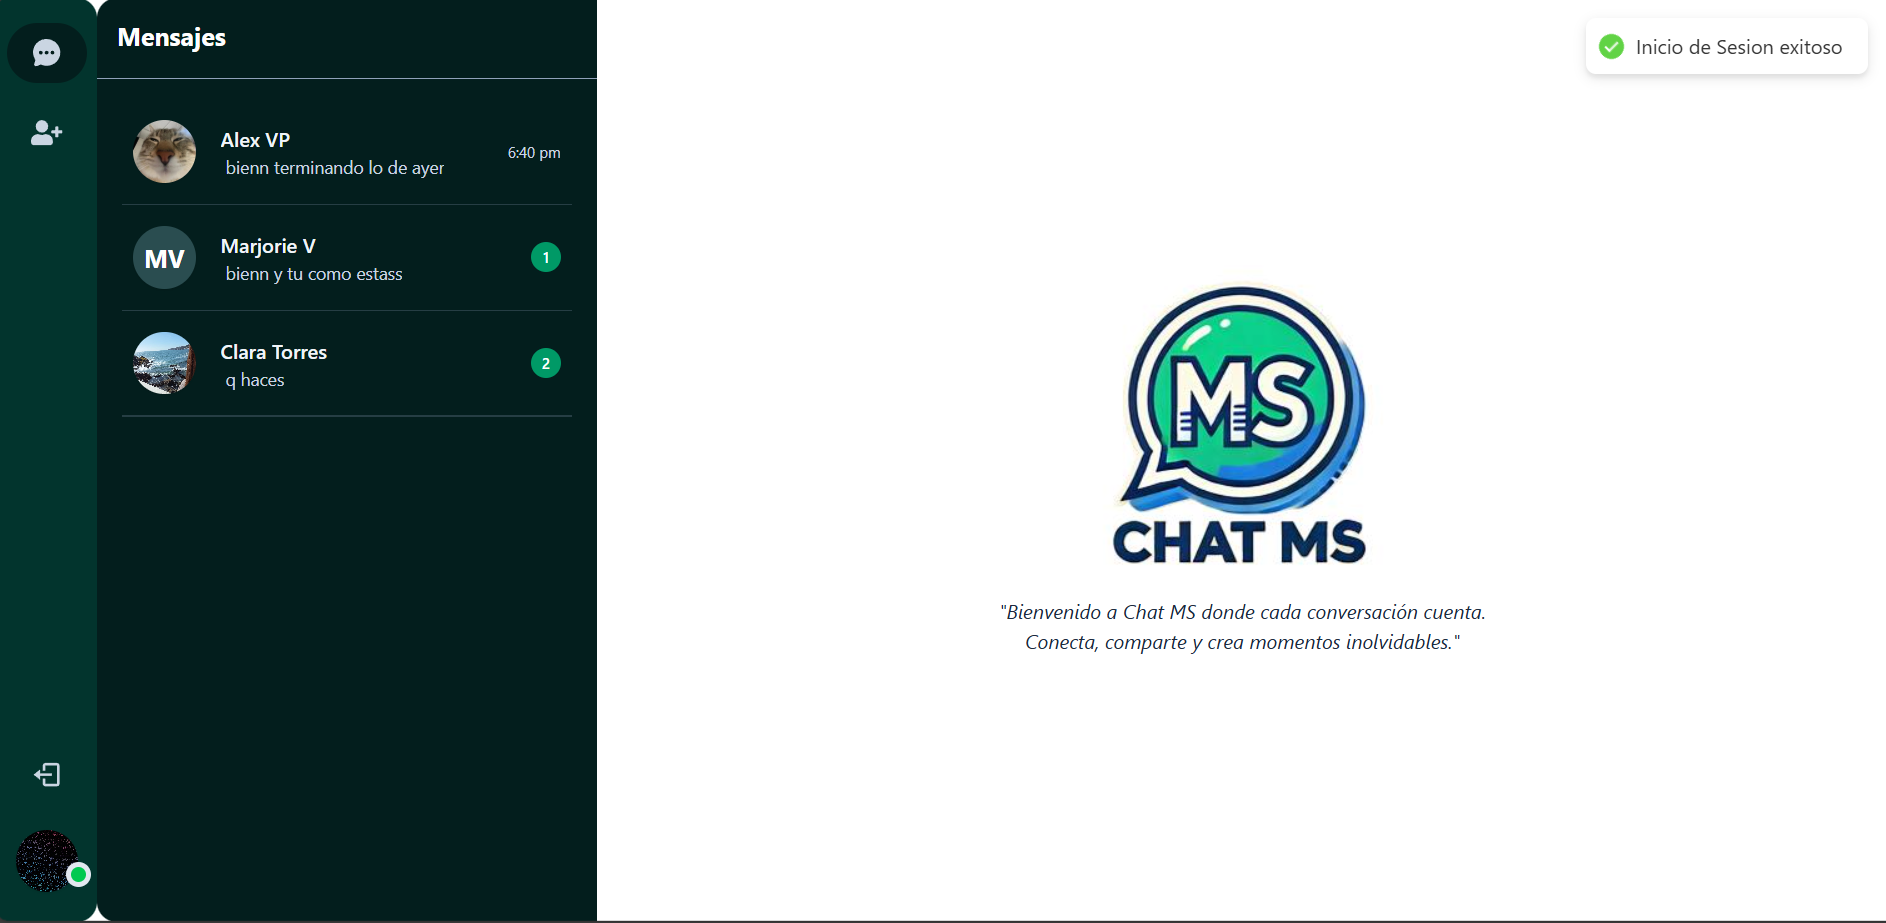 Mensajes
Alex VP
bienn terminando lo de ayer
6:40 pm
MV
Marjorie V
bienn y tu como estass
1
Clara Torres
q haces
2
Inicio de Sesion exitoso
MS
CHAT MS
"Bienvenido a Chat MS donde cada conversación cuenta.
Conecta, comparte y crea momentos inolvidables."